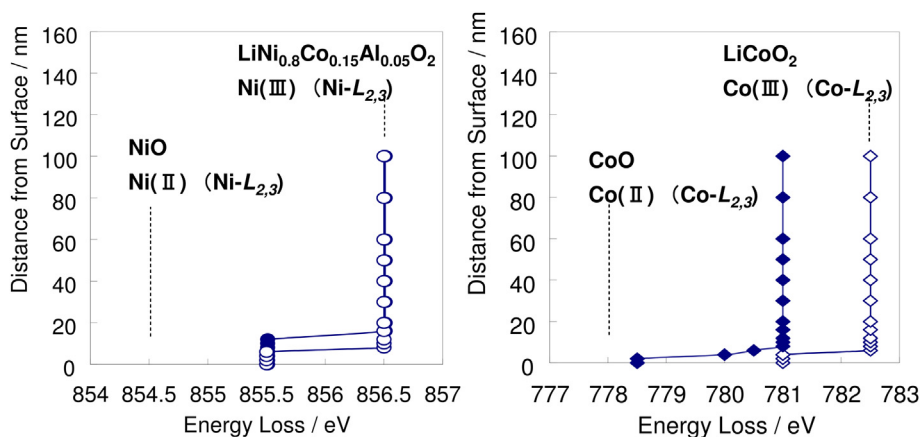 160
140
120
100
80
60
40
20
0
Distance from Surface / nm
LiNi0.8Co0.15Al0.05O2
Ni(Ⅲ) (Ni-L2,3)
NiO
Ni(Ⅱ) (Ni-L2,3)
854 854.5 855 855.5 856 856.5 857
Energy Loss / eV
160
140
120
100
80
60
40
20
0
Distance from Surface / nm
LiCoO2
Co(Ⅲ) (Co-L2,3)
CoO
Co(Ⅱ) (Co-L2,3)
777 778 779 780 781 782 783
Energy Loss / eV